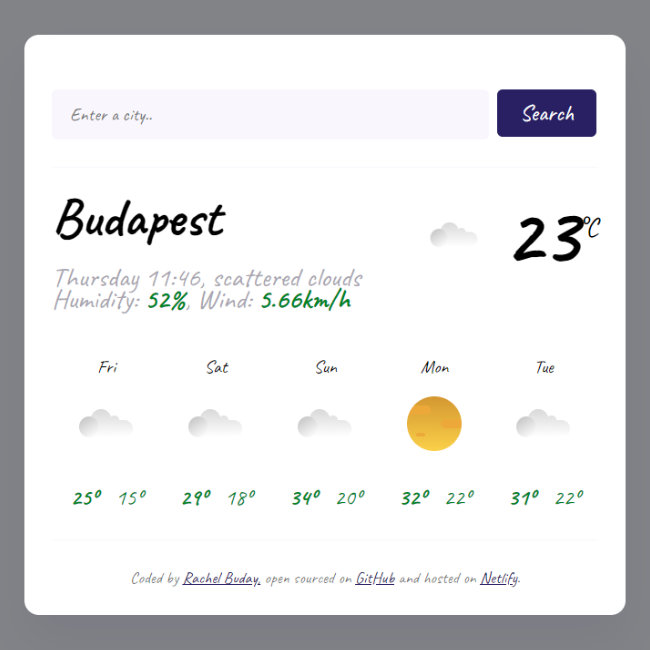 Enter a city..
Search
Budapest
23°C
Thursday 11:46, scattered clouds
Humidity: 52%, Wind: 5.66km/h
Fri Sat Sun Mon Tue
25° 15° 29° 18° 34° 20° 32° 22° 31° 22°
Coded by Rachel Buday, open sourced on GitHub and hosted on Netlify.